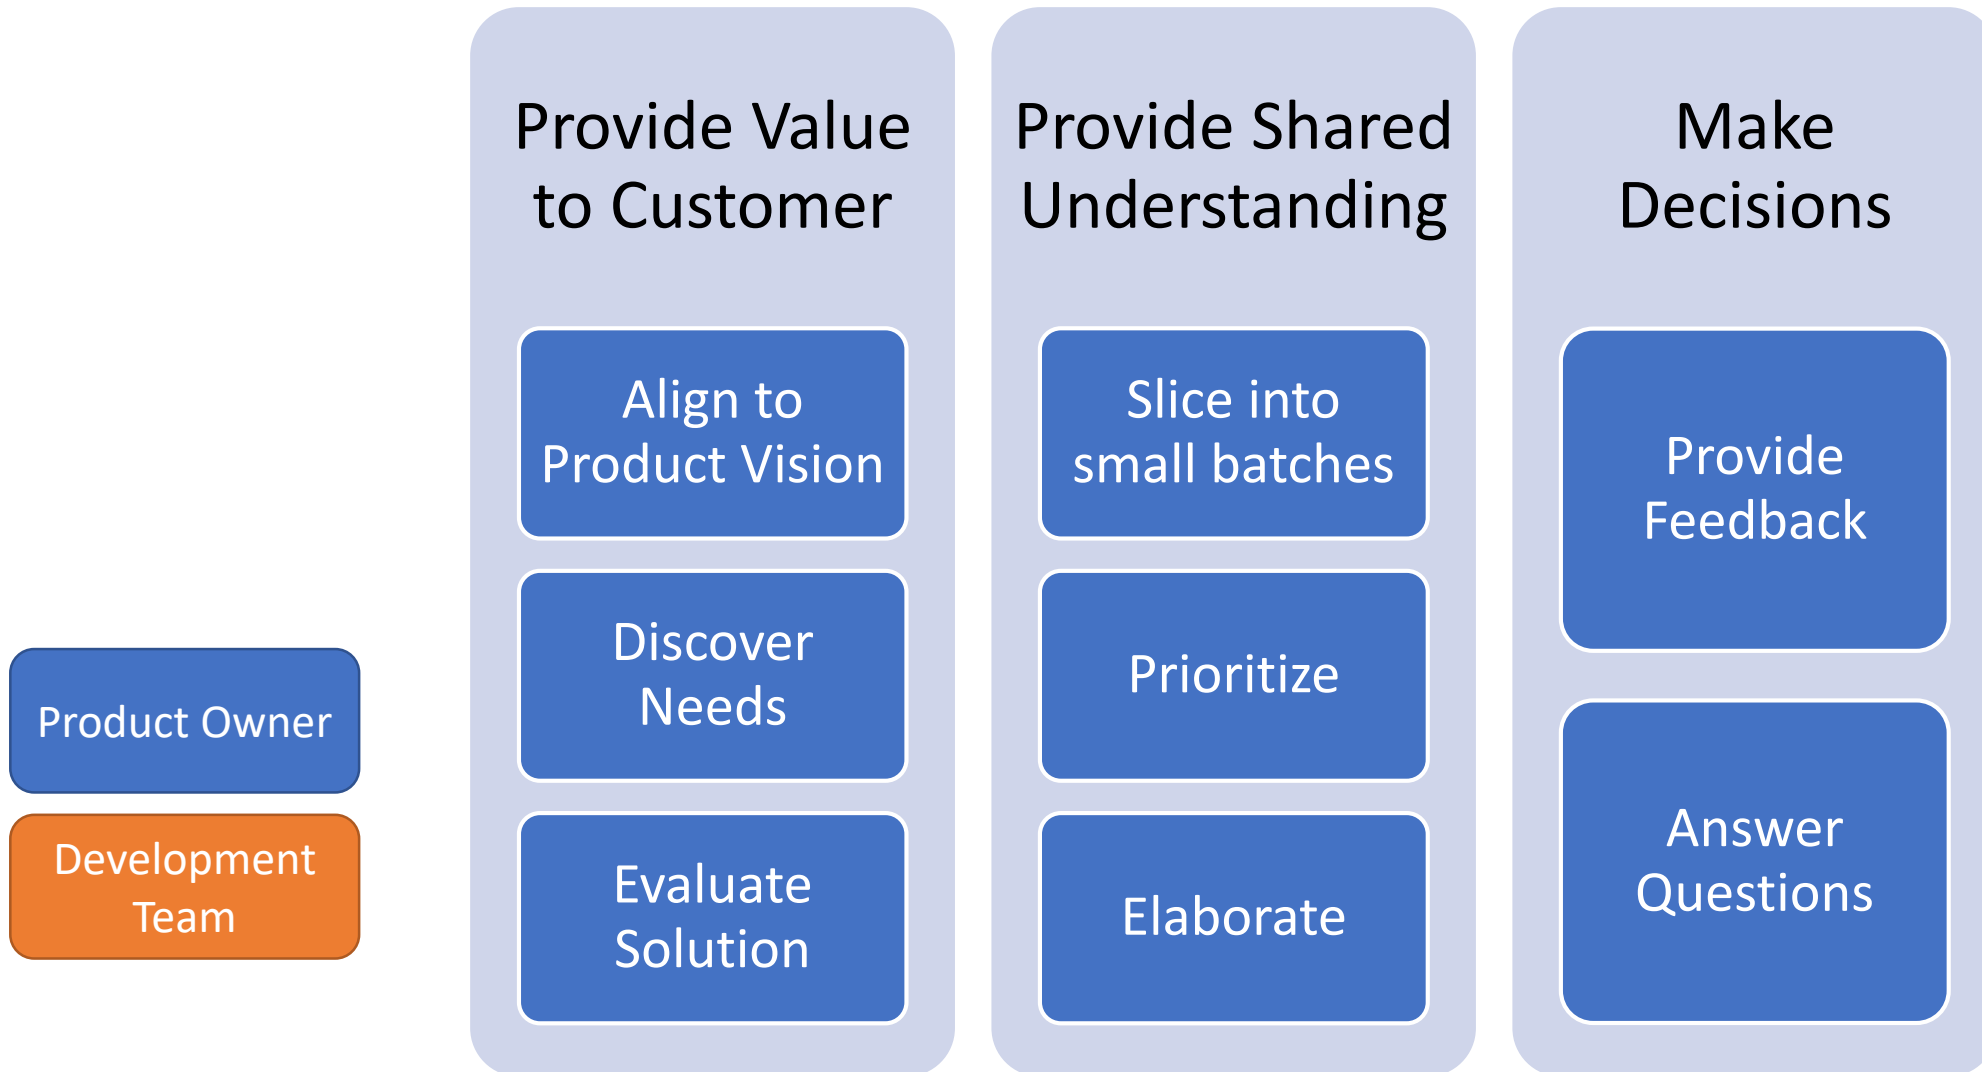 Provide Value
to Customer
Align to
Product Vision
Discover
Needs
Evaluate
Solution
Provide Shared
Understanding
Slice into
small batches
Prioritize
Elaborate
Make
Decisions
Provide
Feedback
Answer
Questions
Product Owner
Development
Team